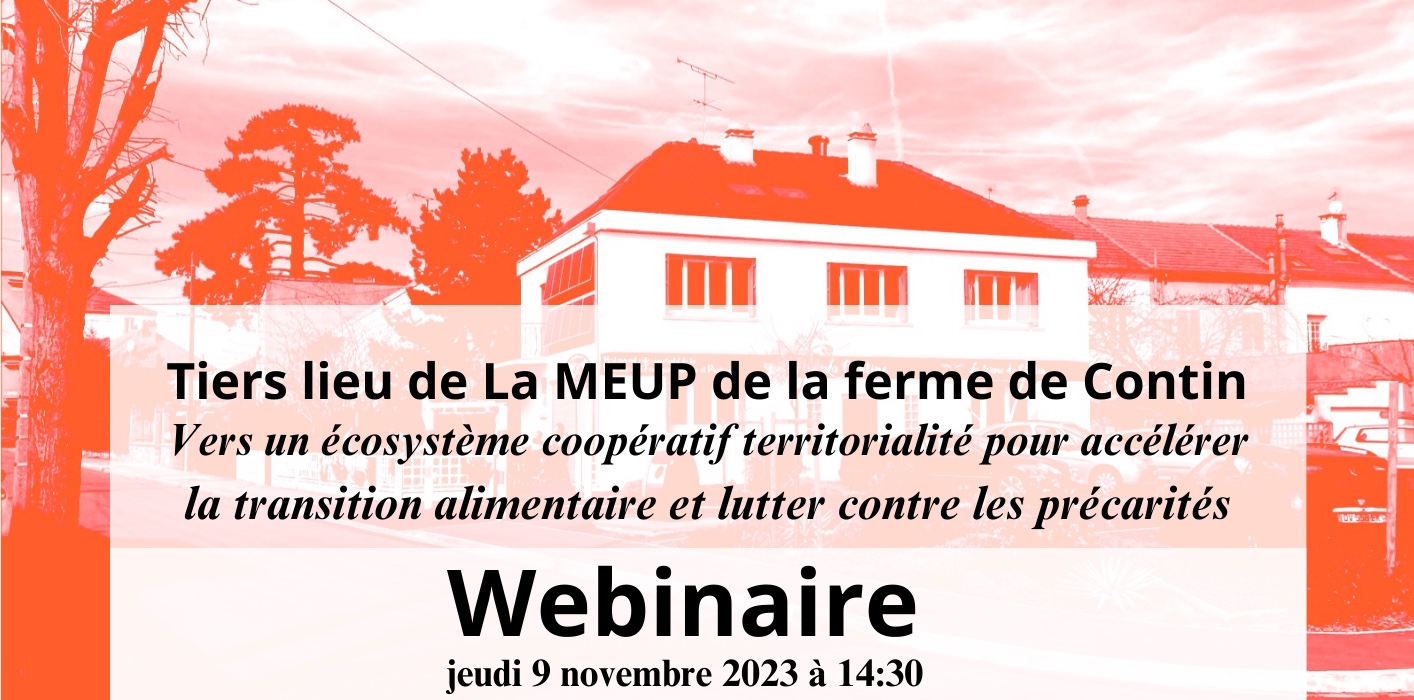 Tiers lieu de La MEUP de la ferme de Contin
Vers un écosystème coopératif territorialité pour accélérer
la transition alimentaire et lutter contre les précarités
Webinaire
jeudi 9 novembre 2023 à 14:30